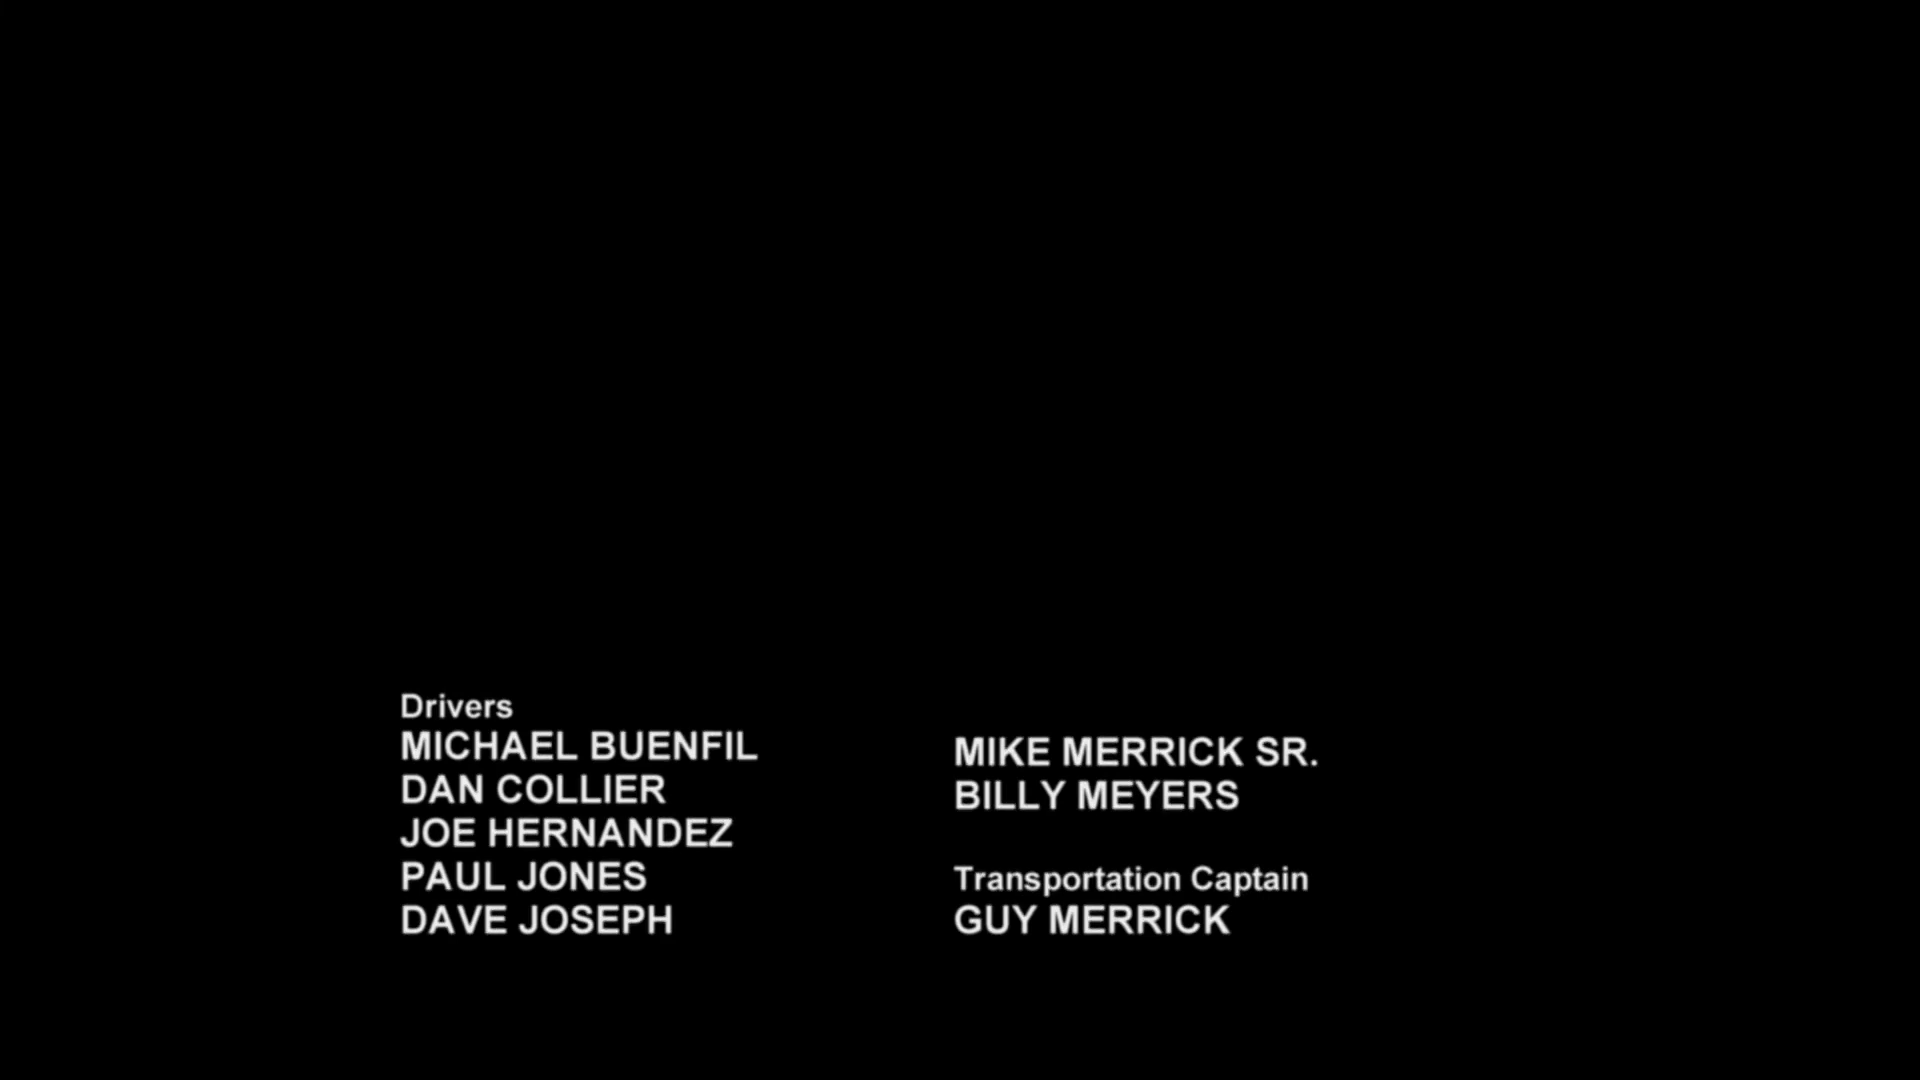 Drivers
MICHAEL BUENFIL
DAN COLLIER
JOE HERNANDEZ
PAUL JONES
DAVE JOSEPH
MIKE MERRICK SR.
BILLY MEYERS
Transportation Captain
GUY MERRICK